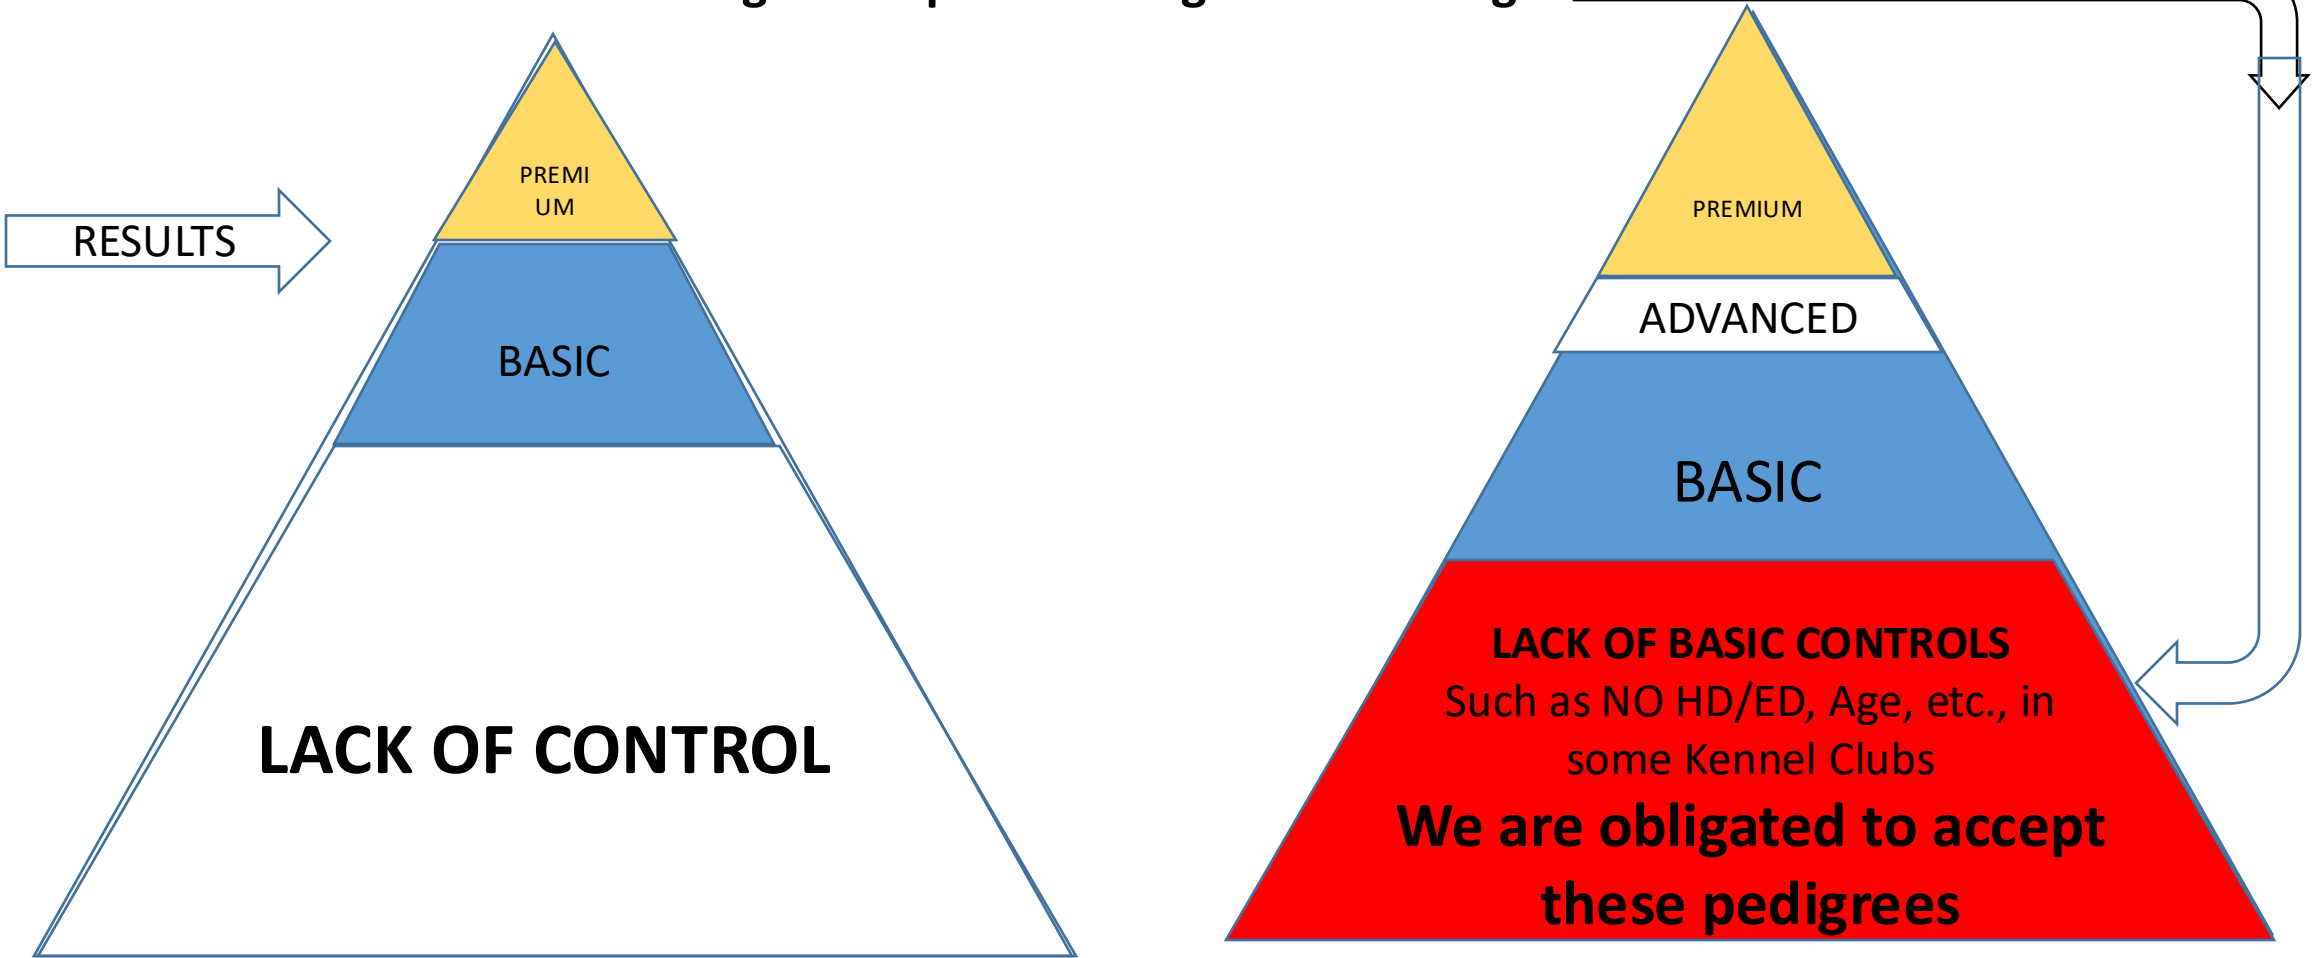 RESULTS
PREMI
UM
BASIC
LACK OF CONTROL
PREMIUM
ADVANCED
BASIC
LACK OF BASIC CONTROLS
Such as NO HD/ED, Age, etc., in
some Kennel Clubs
We are obligated to accept
these pedigrees